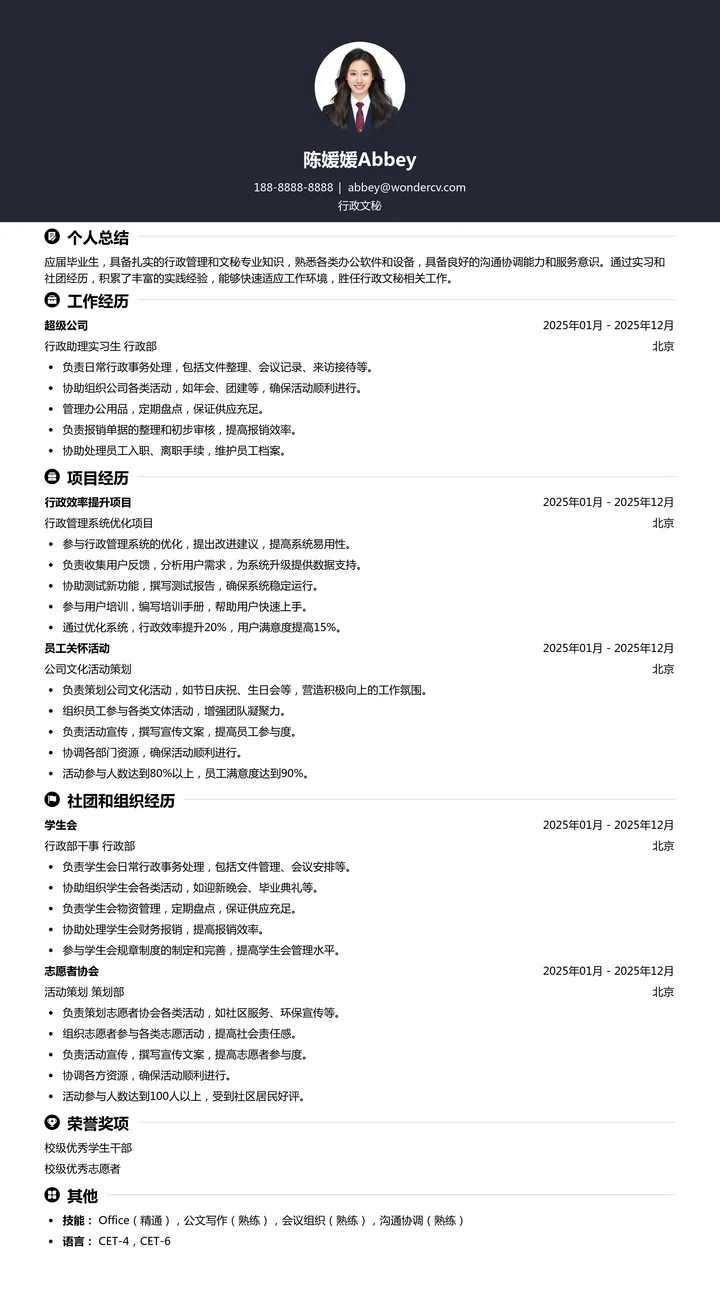 陈媛媛Abbey
188-8888-8888 | abbey@wondercv.com
行政文秘
个人总结
应届毕业生，具备扎实的行政管理和文秘专业知识，熟悉各类办公软件和设备，具备良好的沟通协调能力和服务意识。通过实习和
社团经历，积累了丰富的实践经验，能够快速适应工作环境，胜任行政文秘相关工作。
工作经历
超级公司 2025年01月 - 2025年12月
行政助理实习生 行政部 北京
• 负责日常行政事务处理，包括文件整理、会议记录、来访接待等。
• 协助组织公司各类活动，如年会、团建等，确保活动顺利进行。
• 管理办公用品，定期盘点，保证供应充足。
• 负责报销单据的整理和初步审核，提高报销效率。
• 协助处理员工入职、离职手续，维护员工档案。
项目经历
行政效率提升项目 2025年01月 - 2025年12月
行政管理系统优化项目 北京
• 参与行政管理系统的优化，提出改进建议，提高系统易用性。
• 负责收集用户反馈，分析用户需求，为系统升级提供数据支持。
• 协助测试新功能，撰写测试报告，确保系统稳定运行。
• 参与用户培训，编写培训手册，帮助用户快速上手。
• 通过优化系统，行政效率提升20%，用户满意度提高15%。
员工关怀活动 2025年01月 - 2025年12月
公司文化活动策划 北京
• 负责策划公司文化活动，如节日庆祝、生日会等，营造积极向上的工作氛围。
• 组织员工参与各类文体活动，增强团队凝聚力。
• 负责活动宣传，撰写宣传文案，提高员工参与度。
• 协调各部门资源，确保活动顺利进行。
• 活动参与人数达到80%以上，员工满意度达到90%。
社团和组织经历
学生会 2025年01月 - 2025年12月
行政部干事 行政部 北京
• 负责学生会日常行政事务处理，包括文件管理、会议安排等。
• 协助组织学生会各类活动，如迎新晚会、毕业典礼等。
• 负责学生会物资管理，定期盘点，保证供应充足。
• 协助处理学生会财务报销，提高报销效率。
• 参与学生会规章制度的制定和完善，提高学生会管理水平。
志愿者协会 2025年01月 - 2025年12月
活动策划 策划部 北京
• 负责策划志愿者协会各类活动，如社区服务、环保宣传等。
• 组织志愿者参与各类志愿活动，提高社会责任感。
• 负责活动宣传，撰写宣传文案，提高志愿者参与度。
• 协调各方资源，确保活动顺利进行。
• 活动参与人数达到100人以上，受到社区居民好评。
荣誉奖项
校级优秀学生干部
校级优秀志愿者
其他
• 技能： Office（精通），公文写作（熟练），会议组织（熟练），沟通协调（熟练）
• 语言： CET-4，CET-6